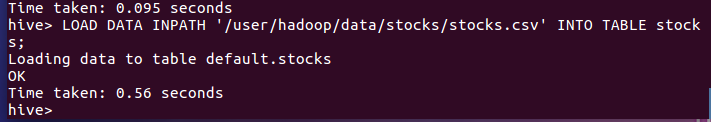 Time taken: 0.095 seconds
hive> LOAD DATA INPATH '/user/hadoop/data/stocks/stocks.csv' INTO TABLE stock
s;
Loading data to table default.stocks
OK
Time taken: 0.56 seconds
hive>